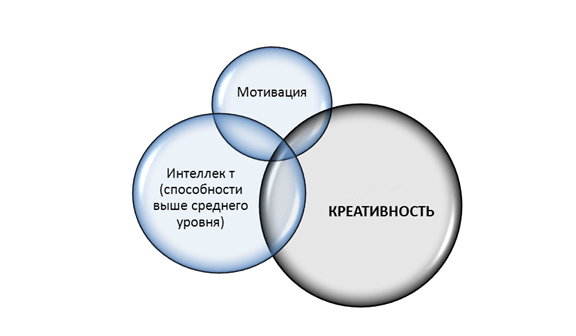 Мотивация
Интеллек т
(способности
выше среднего
уровня)
КРЕАТИВНОСТЬ